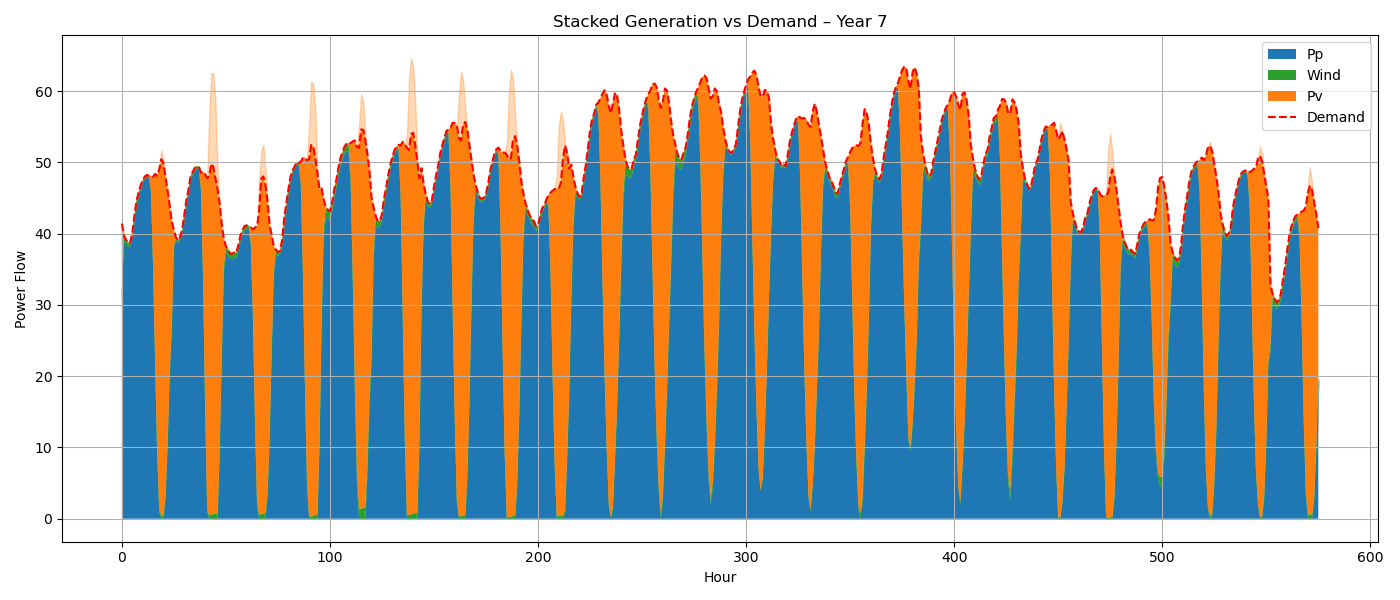 Stacked Generation vs Demand – Year 7
Power Flow
60
50
40
30
20
10
0
Pp
Wind
Pv
Demand
0 100 200 300 400 500 600
Hour